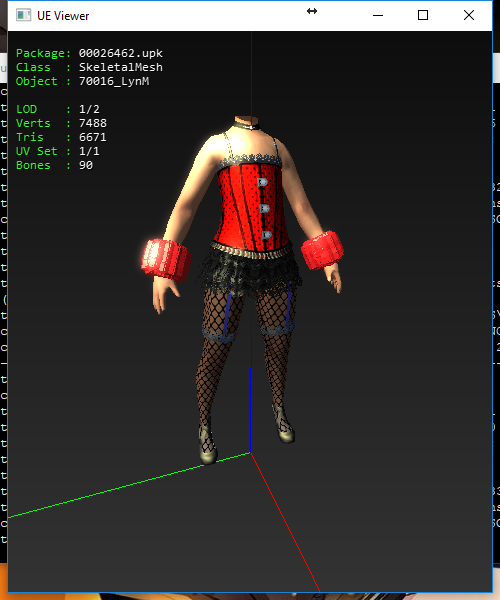 UE Viewer
Package: 00026462.upk
Class : SkeletalMesh
Object : 70016_LynM
LOD : 1/2
Verts : 7488
Tris : 6671
UV Set : 1/1
Bones : 90